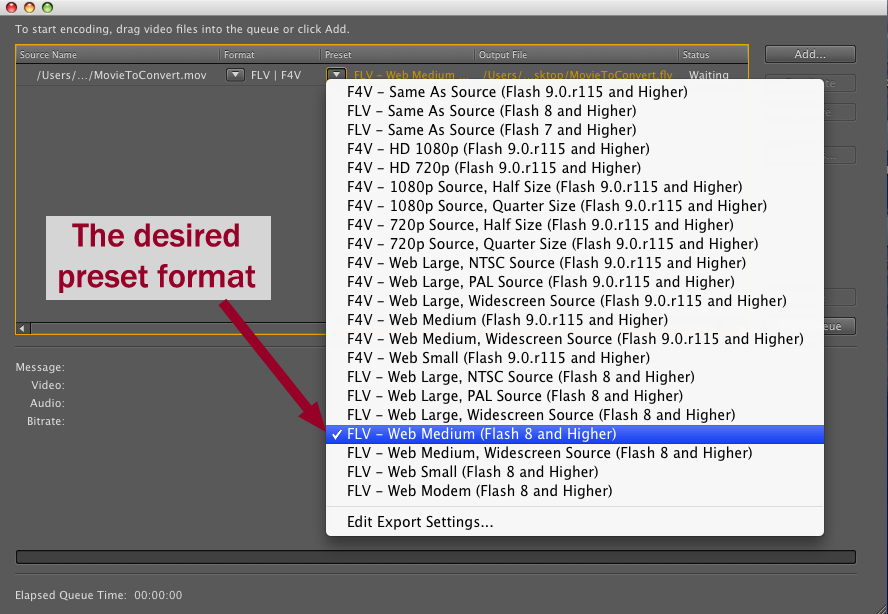 To start encoding, drag video files into the queue or click Add.
Source Name Format Preset Output File Status
Add...
/Users/.../MovieToConvert.mov FLV | F4V FLV – Web Medium ... /Users/...sktop/MovieToConvert.flv Waiting
F4V – Same As Source (Flash 9.0.r115 and Higher)
FLV – Same As Source (Flash 8 and Higher)
FLV – Same As Source (Flash 7 and Higher)
F4V – HD 1080p (Flash 9.0.r115 and Higher)
F4V – HD 720p (Flash 9.0.r115 and Higher)
F4V – 1080p Source, Half Size (Flash 9.0.r115 and Higher)
F4V – 1080p Source, Quarter Size (Flash 9.0.r115 and Higher)
F4V – 720p Source, Half Size (Flash 9.0.r115 and Higher)
F4V – 720p Source, Quarter Size (Flash 9.0.r115 and Higher)
F4V – Web Large, NTSC Source (Flash 9.0.r115 and Higher)
F4V – Web Large, PAL Source (Flash 9.0.r115 and Higher)
F4V – Web Large, Widescreen Source (Flash 9.0.r115 and Higher)
F4V – Web Medium (Flash 9.0.r115 and Higher)
F4V – Web Medium, Widescreen Source (Flash 9.0.r115 and Higher)
F4V – Web Small (Flash 9.0.r115 and Higher)
FLV – Web Large, NTSC Source (Flash 8 and Higher)
FLV – Web Large, PAL Source (Flash 8 and Higher)
FLV – Web Large, Widescreen Source (Flash 8 and Higher)
✓ FLV – Web Medium (Flash 8 and Higher)
FLV – Web Medium, Widescreen Source (Flash 8 and Higher)
FLV – Web Small (Flash 8 and Higher)
FLV – Web Modem (Flash 8 and Higher)
Edit Export Settings...
The desired
preset format
Message:
Video:
Audio:
Bitrate:
Elapsed Queue Time: 00:00:00